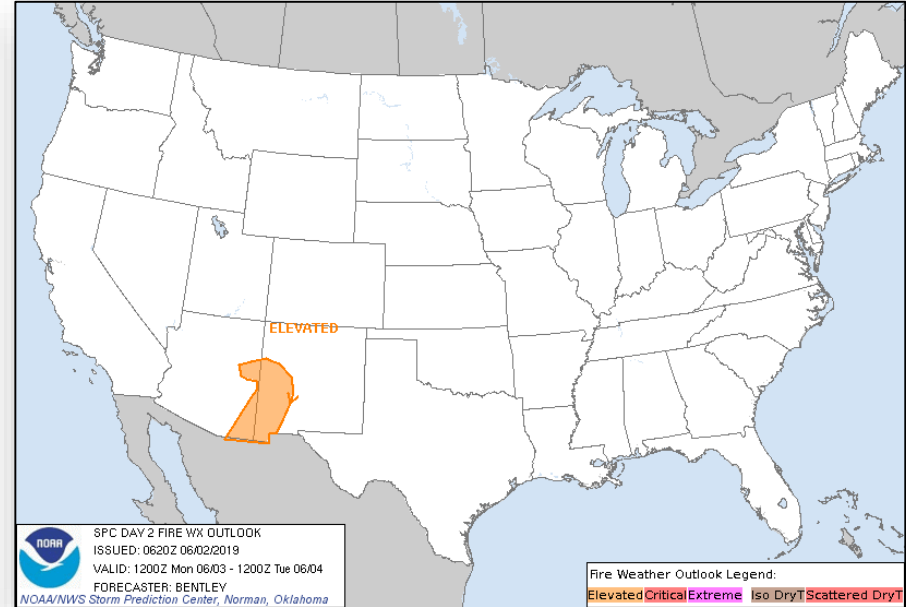 ELEVATED
NOAA
SPC DAY 2 FIRE WX OUTLOOK
ISSUED: 0620Z 06/02/2019
VALID: 1200Z Mon 06/03 - 1200Z Tue 06/04
FORECASTER: BENTLEY
NOAA/NWS Storm Prediction Center, Norman, Oklahoma
Fire Weather Outlook Legend:
Elevated Critical Extreme Iso DryT Scattered DryT